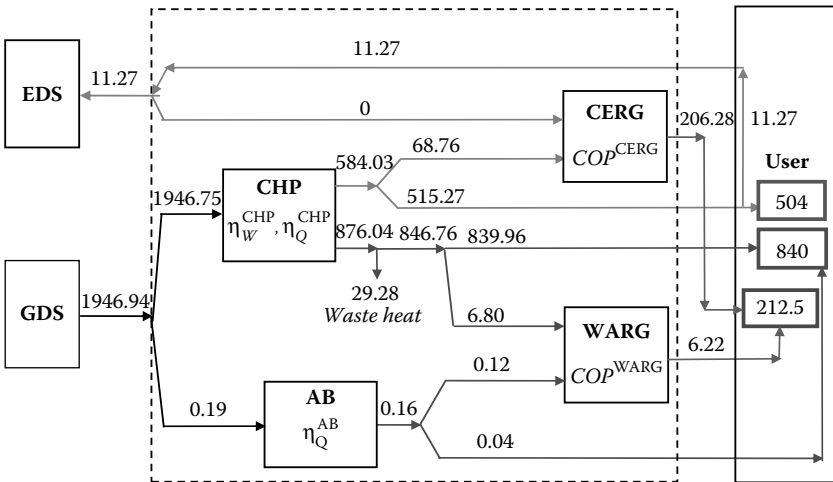 11.27
11.27
EDS
0
CERG
COP^CERG
206.28
11.27
68.76
584.03
User
1946.75
CHP
η_W^CHP, η_Q^CHP
515.27
504
876.04
846.76
839.96
840
29.28
Waste heat
1946.94
GDS
212.5
6.80
WARG
COP^WARG
6.22
0.12
0.19
AB
η_Q^AB
0.16
0.04